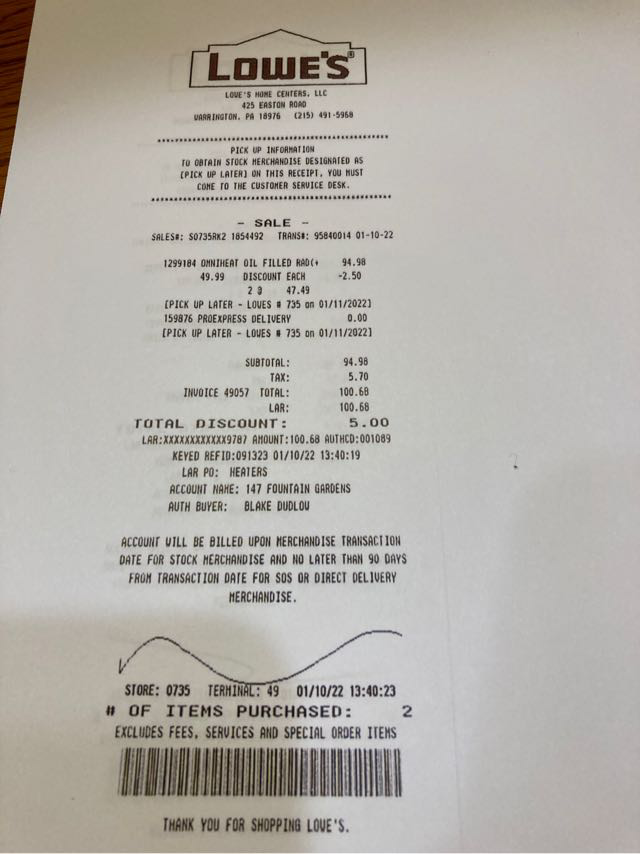 LOWE'S®
LOWE'S HOME CENTERS, LLC
425 EASTON ROAD
WARRINGTON, PA 18976 (215) 491-5968
****************************************
PICK UP INFORMATION
TO OBTAIN STOCK MERCHANDISE DESIGNATED AS
[PICK UP LATER] ON THIS RECEIPT, YOU MUST
COME TO THE CUSTOMER SERVICE DESK.
****************************************
- SALE -
SALES#: S0735RK2 1854492 TRANS#: 95840014 01-10-22
1299184 OMNIHEAT OIL FILLED RAD(+ 94.98
49.99 DISCOUNT EACH -2.50
2 @ 47.49
[PICK UP LATER - LOWES # 735 on 01/11/2022]
159876 PROEXPRESS DELIVERY 0.00
[PICK UP LATER - LOWES # 735 on 01/11/2022]
SUBTOTAL: 94.98
TAX: 5.70
INVOICE 49057 TOTAL: 100.68
LAR: 100.68
TOTAL DISCOUNT: 5.00
LAR:XXXXXXXXXXXX9787 AMOUNT:100.68 AUTHCD:001089
KEYED REFID:091323 01/10/22 13:40:19
LAR PO: HEATERS
ACCOUNT NAME: 147 FOUNTAIN GARDENS
AUTH BUYER: BLAKE DUDLOW
ACCOUNT WILL BE BILLED UPON MERCHANDISE TRANSACTION
DATE FOR STOCK MERCHANDISE AND NO LATER THAN 90 DAYS
FROM TRANSACTION DATE FOR SOS OR DIRECT DELIVERY
MERCHANDISE.
STORE: 0735 TERMINAL: 49 01/10/22 13:40:23
# OF ITEMS PURCHASED: 2
EXCLUDES FEES, SERVICES AND SPECIAL ORDER ITEMS
THANK YOU FOR SHOPPING LOWE'S.